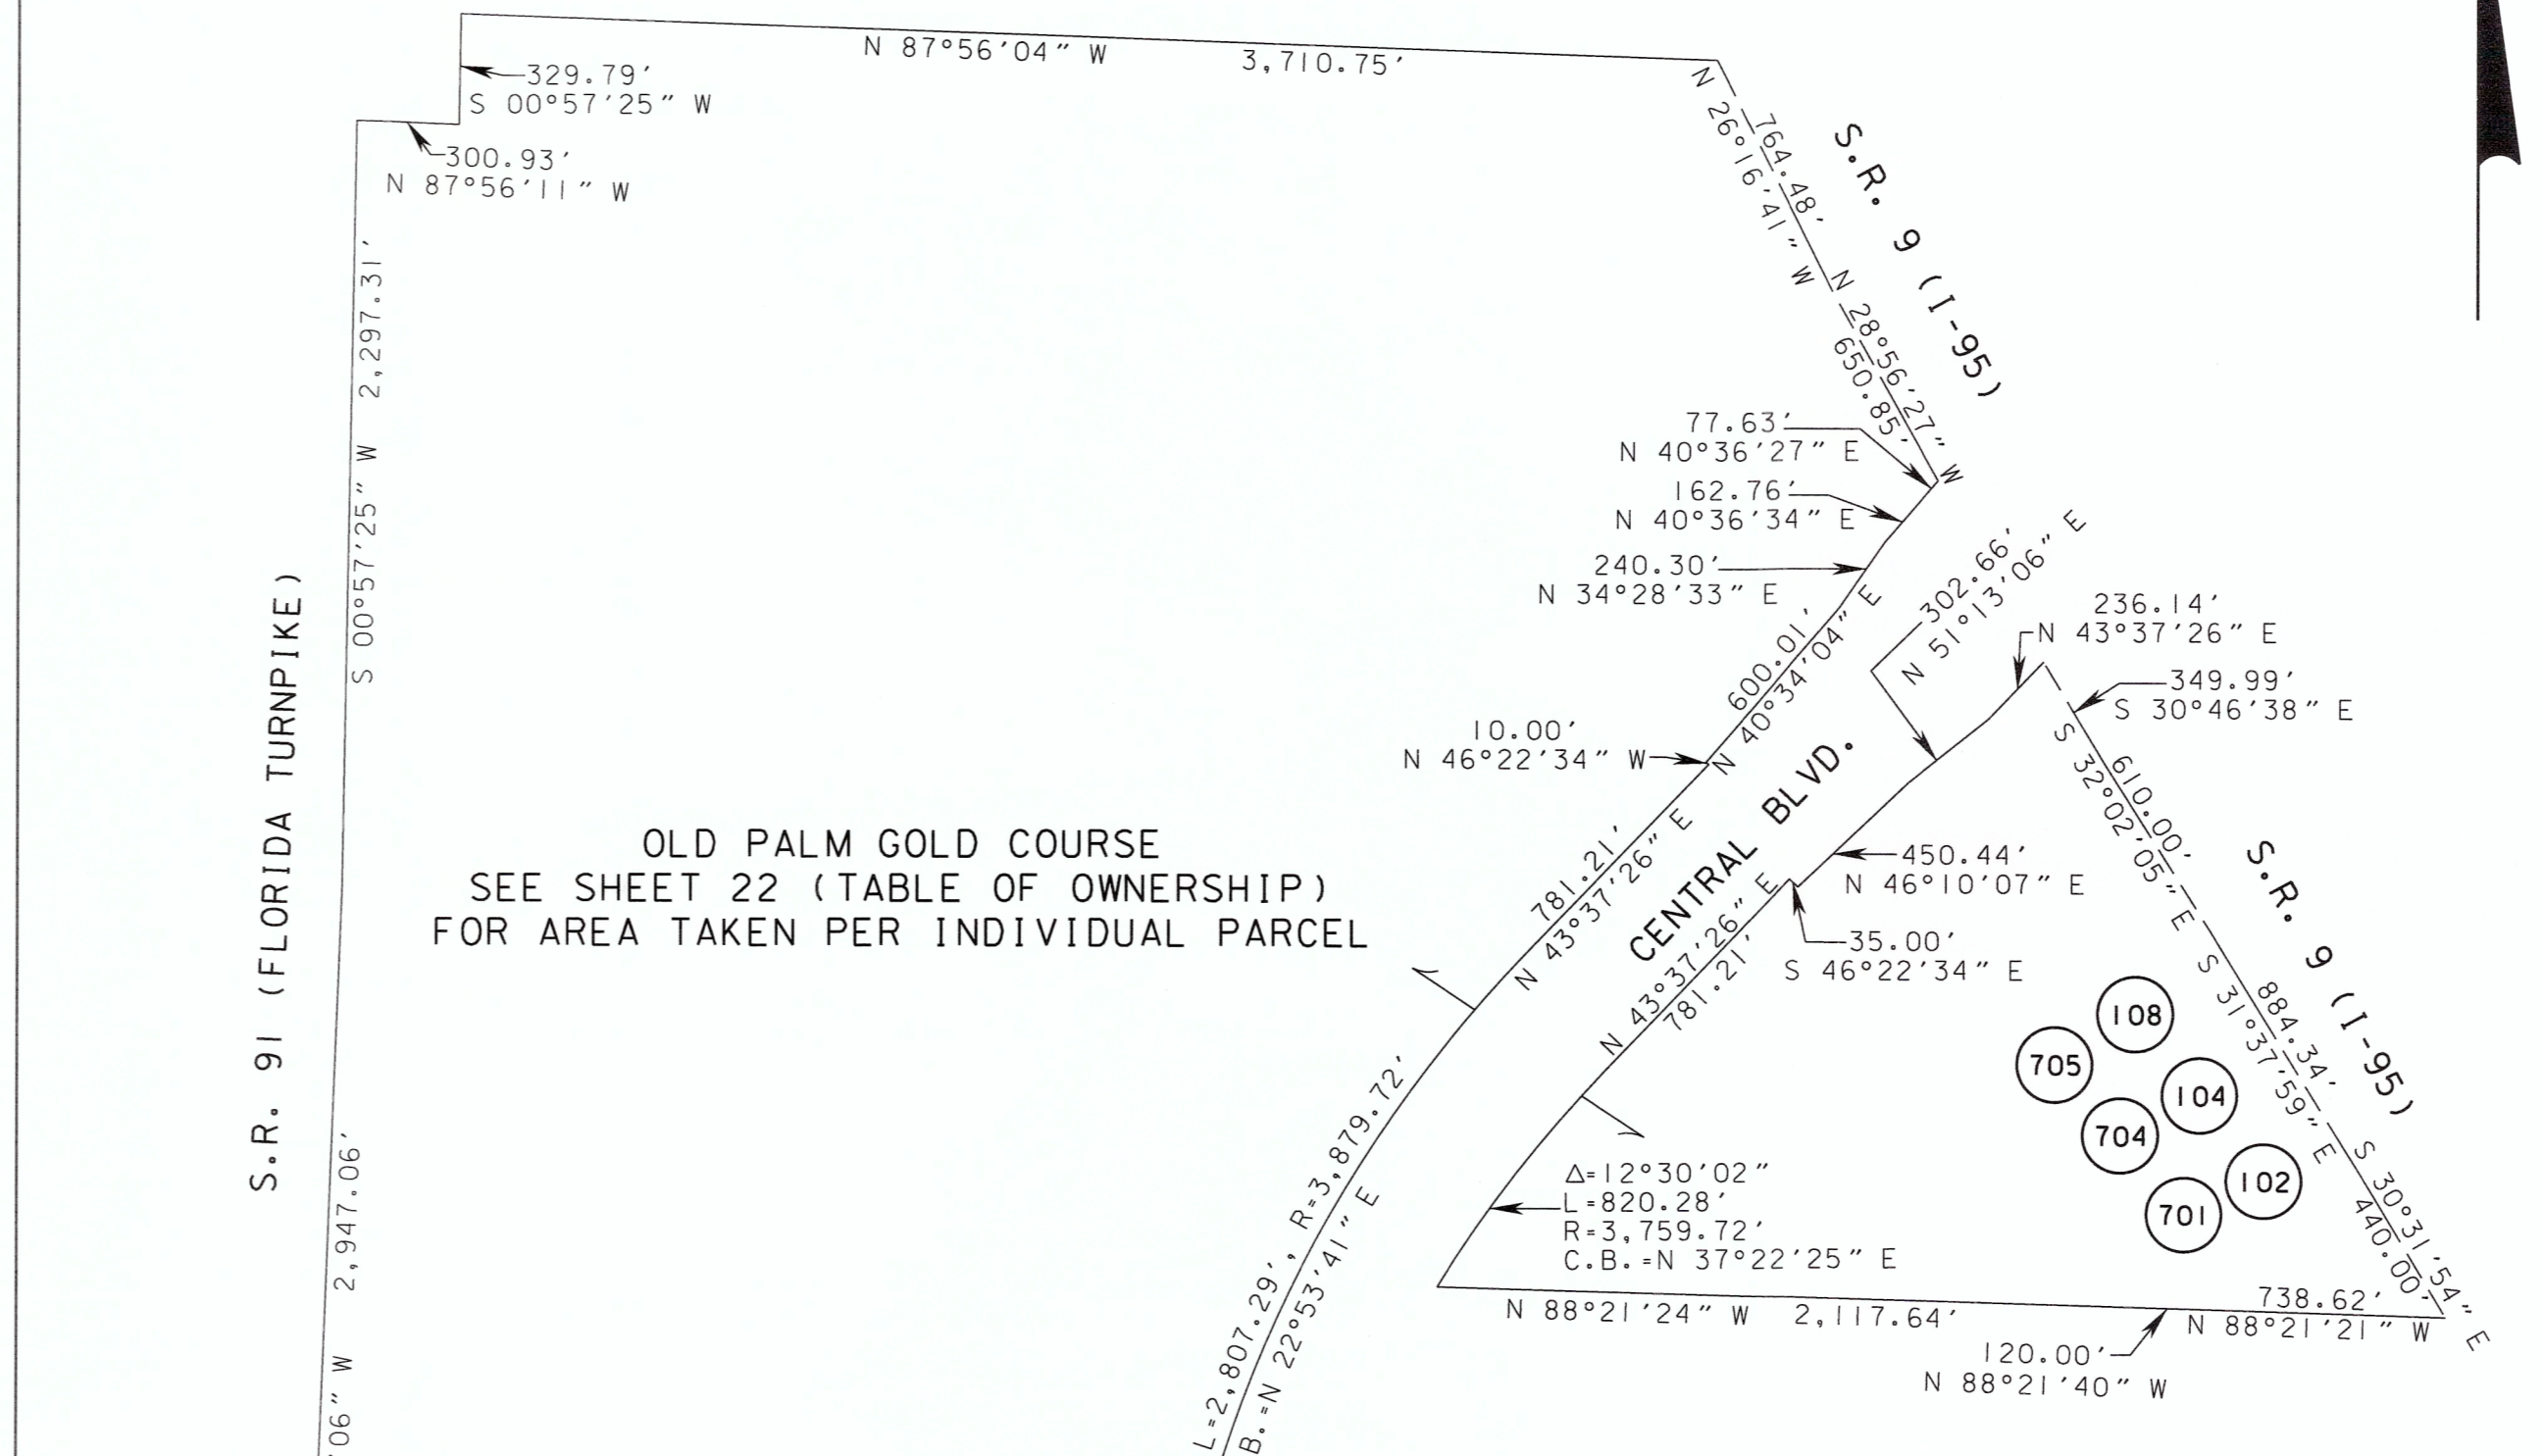 N 87°56'04" W 3,710.75'
329.79'
S 00°57'25" W
300.93'
N 87°56'11" W
S 00°57'25" W 2,297.31'
S.R. 91 (FLORIDA TURNPIKE)
06" W 2,947.06'
N 26°16'41" W
764.48'
S.R. 9 (I-95)
N 28°56'27" W
650.85'
77.63'
N 40°36'27" E
162.76'
N 40°36'34" E
240.30'
N 34°28'33" E
600.01'
N 40°34'04" E
10.00'
N 46°22'34" W
781.21'
N 43°37'26" E
CENTRAL BLVD.
302.66'
N 51°13'06" E
236.14'
N 43°37'26" E
349.99'
S 30°46'38" E
610.00'
S 32°02'05" E
OLD PALM GOLD COURSE
SEE SHEET 22 (TABLE OF OWNERSHIP)
FOR AREA TAKEN PER INDIVIDUAL PARCEL
450.44'
N 46°10'07" E
35.00'
S 46°22'34" E
N 43°37'26" E
781.21'
S.R. 9 (I-95)
884.34'
S 31°37'59" E
108
705
104
704
102
701
S 30°31'54" E
440.00'
Δ=12°30'02"
L=820.28'
R=3,759.72'
C.B.=N 37°22'25" E
L=2,807.29', R=3,879.72'
B.=N 22°53'41" E
N 88°21'24" W 2,117.64'
738.62'
N 88°21'21" W
120.00'
N 88°21'40" W